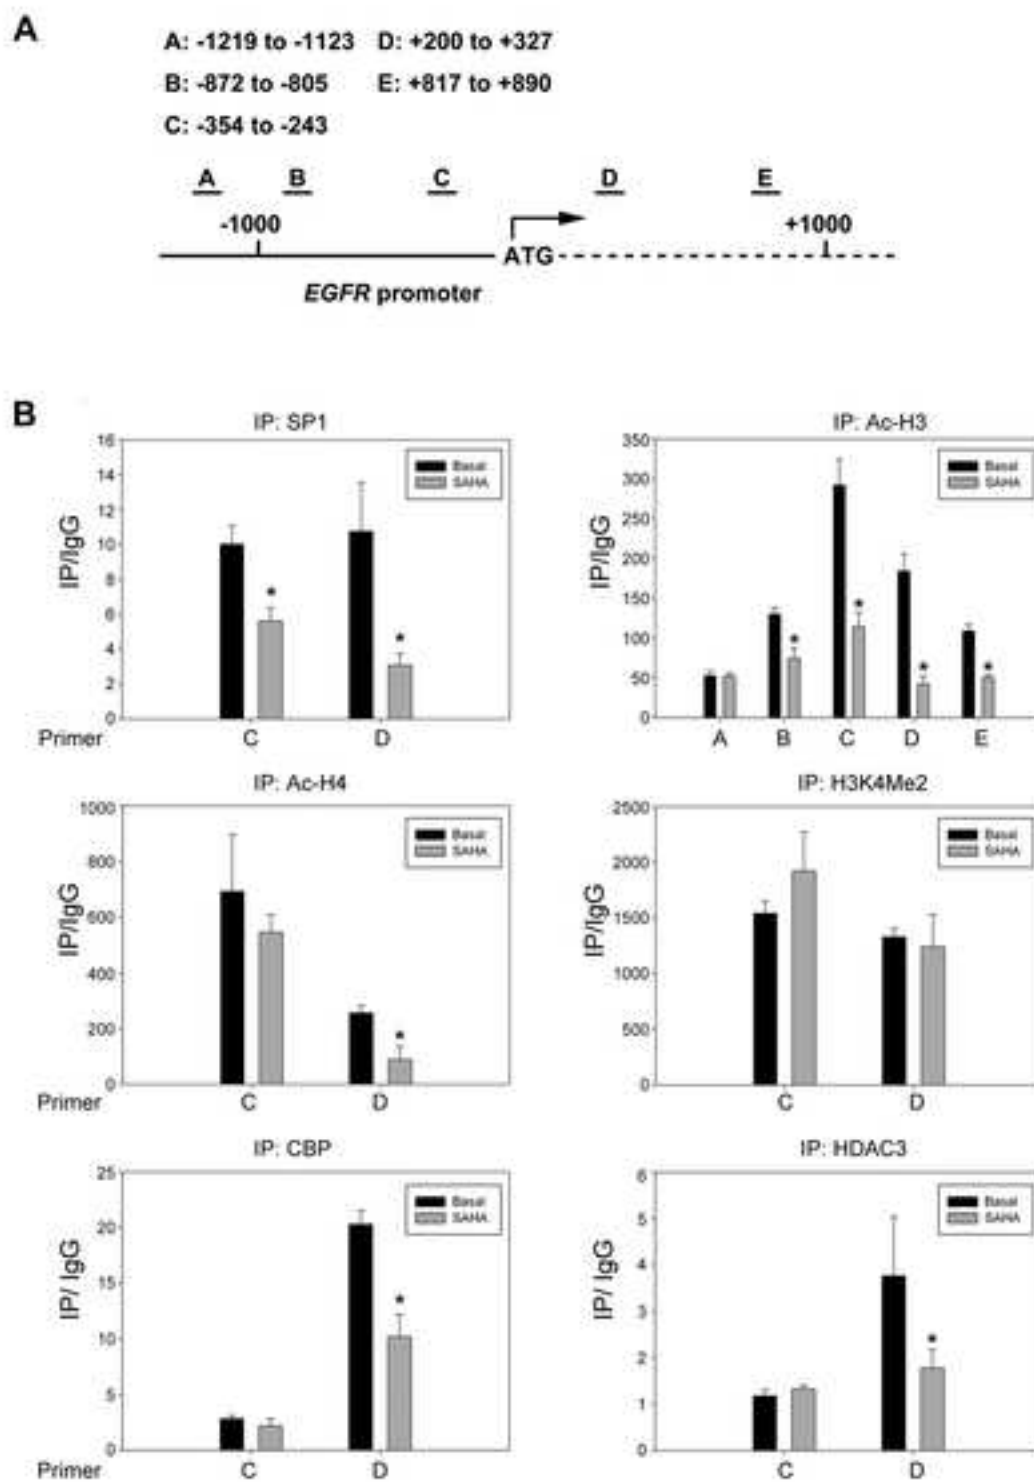 A
A: -1219 to -1123 D: +200 to +327
B: -872 to -805 E: +817 to +890
C: -354 to -243
A B C D E
-1000 +1000
ATG
EGFR promoter
B
IP: SP1
16
14
12
10
8
6
4
2
0
IP/IgG
Basal
SAHA
*
*
Primer C D
IP: Ac-H3
350
300
250
200
150
100
50
0
IP/IgG
Basal
SAHA
*
*
*
*
A B C D E
IP: Ac-H4
1000
800
600
400
200
0
IP/IgG
Basal
SAHA
*
Primer C D
IP: H3K4Me2
2500
2000
1500
1000
500
0
IP/IgG
Basal
SAHA
C D
IP: CBP
25
20
15
10
5
0
IP/ IgG
Basal
SAHA
*
Primer C D
IP: HDAC3
6
5
4
3
2
1
0
IP/ IgG
Basal
SAHA
*
C D